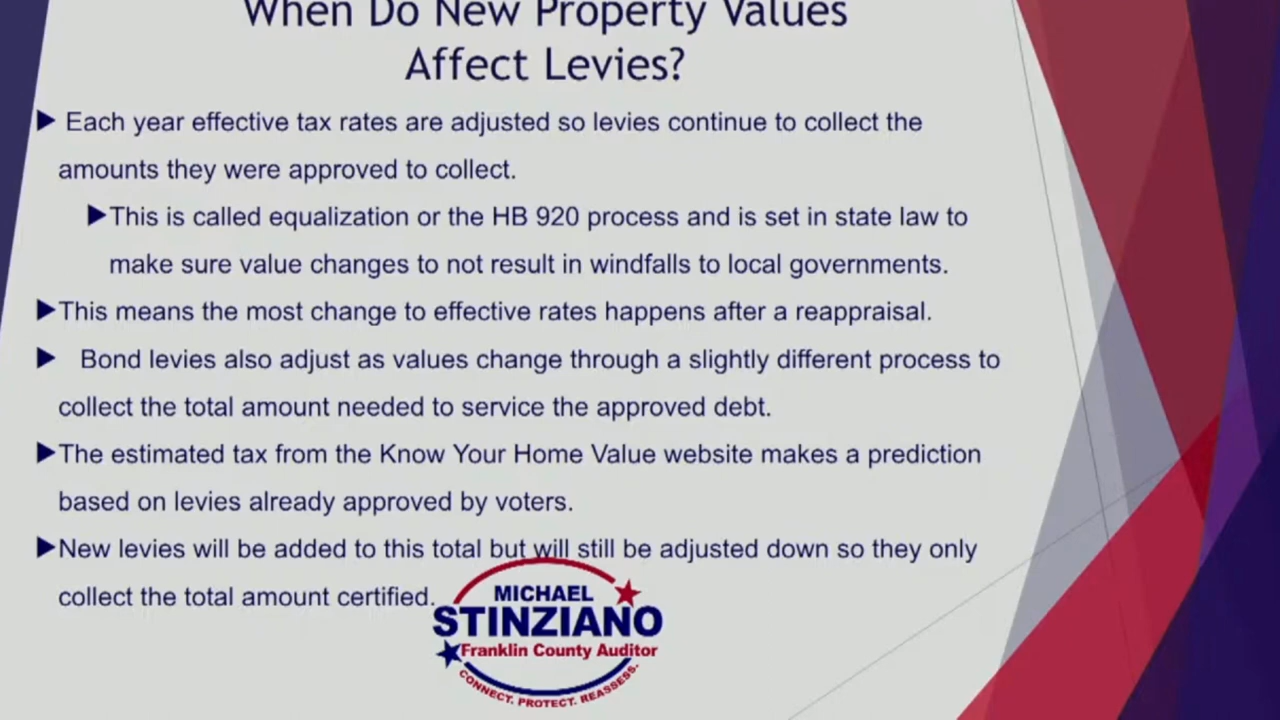 When Do New Property Values
Affect Levies?
Each year effective tax rates are adjusted so levies continue to collect the
amounts they were approved to collect.
This is called equalization or the HB 920 process and is set in state law to
make sure value changes to not result in windfalls to local governments.
This means the most change to effective rates happens after a reappraisal.
Bond levies also adjust as values change through a slightly different process to
collect the total amount needed to service the approved debt.
The estimated tax from the Know Your Home Value website makes a prediction
based on levies already approved by voters.
New levies will be added to this total but will still be adjusted down so they only
collect the total amount certified.
MICHAEL
STINZIANO
Franklin County Auditor
CONNECT. PROTECT. REASSESS.